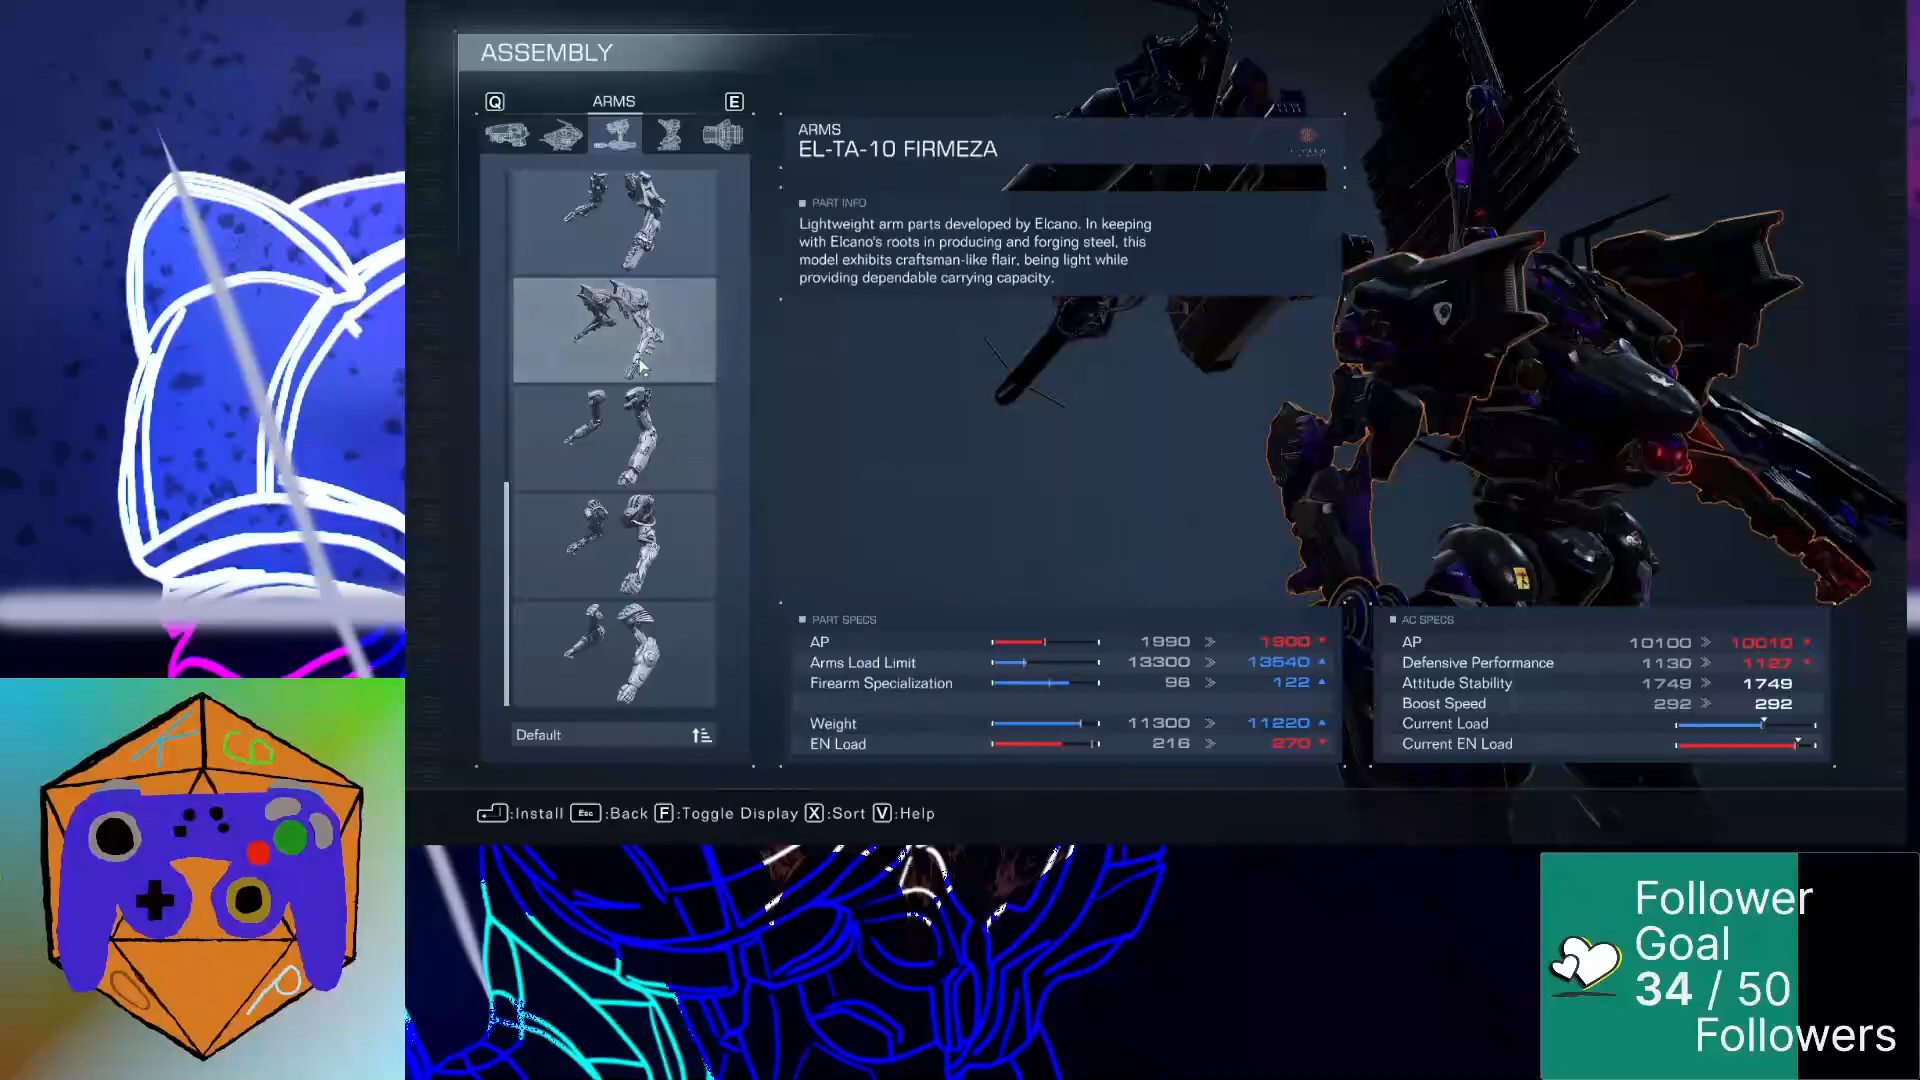 ASSEMBLY
Q ARMS E
ARMS
EL-TA-10 FIRMEZA
PART INFO
Lightweight arm parts developed by Elcano. In keeping
with Elcano's roots in producing and forging steel, this
model exhibits craftsman-like flair, being light while
providing dependable carrying capacity.
Default
PART SPECS
AP 1990 1900
Arms Load Limit 13300 13540
Firearm Specialization 96 122
Weight 11300 11220
EN Load 216 270
AC SPECS
AP 10100 10010
Defensive Performance 1130 1127
Attitude Stability 1749 1749
Boost Speed 292 292
Current Load
Current EN Load
:Install Esc :Back F :Toggle Display X :Sort V :Help
K G
O P
Follower
Goal
34 / 50
Followers